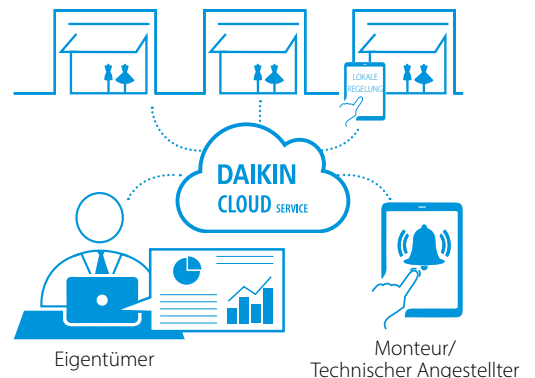 LOKALE
REGELUNG
DAIKIN
CLOUD SERVICE
Eigentümer
Monteur/
Technischer Angestellter